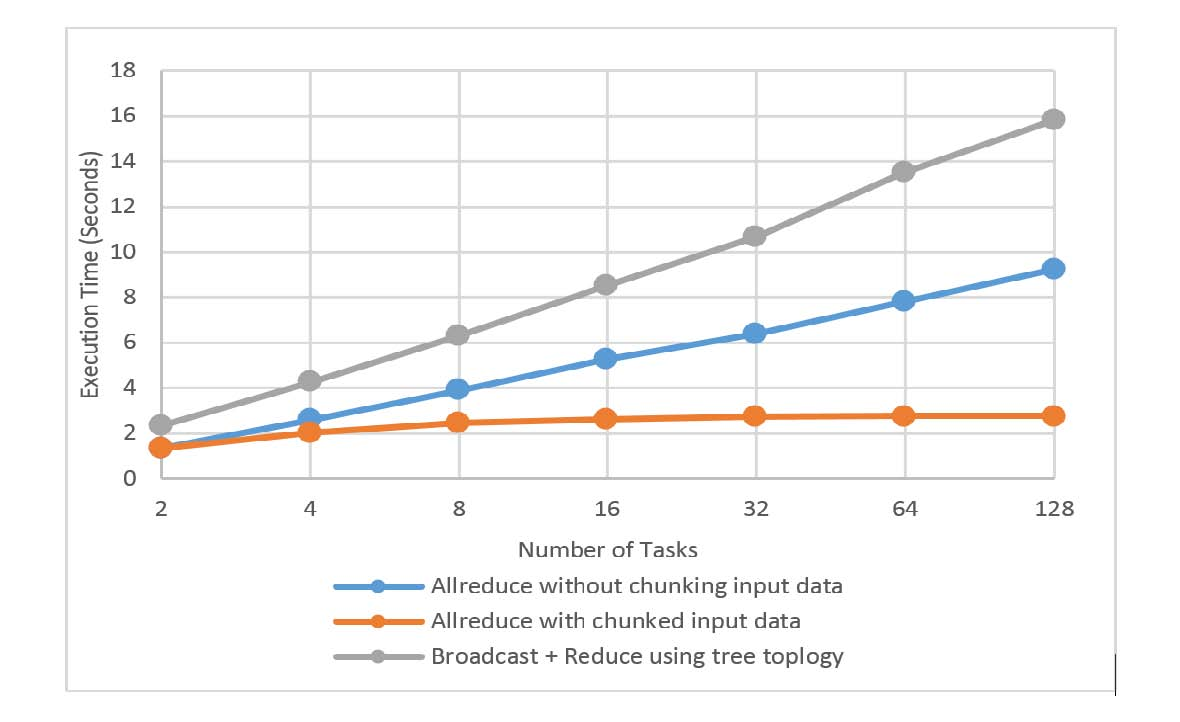 18
16
14
12
10
8
6
4
2
0
Execution Time (Seconds)
2 4 8 16 32 64 128
Number of Tasks
Allreduce without chunking input data
Allreduce with chunked input data
Broadcast + Reduce using tree toplogy